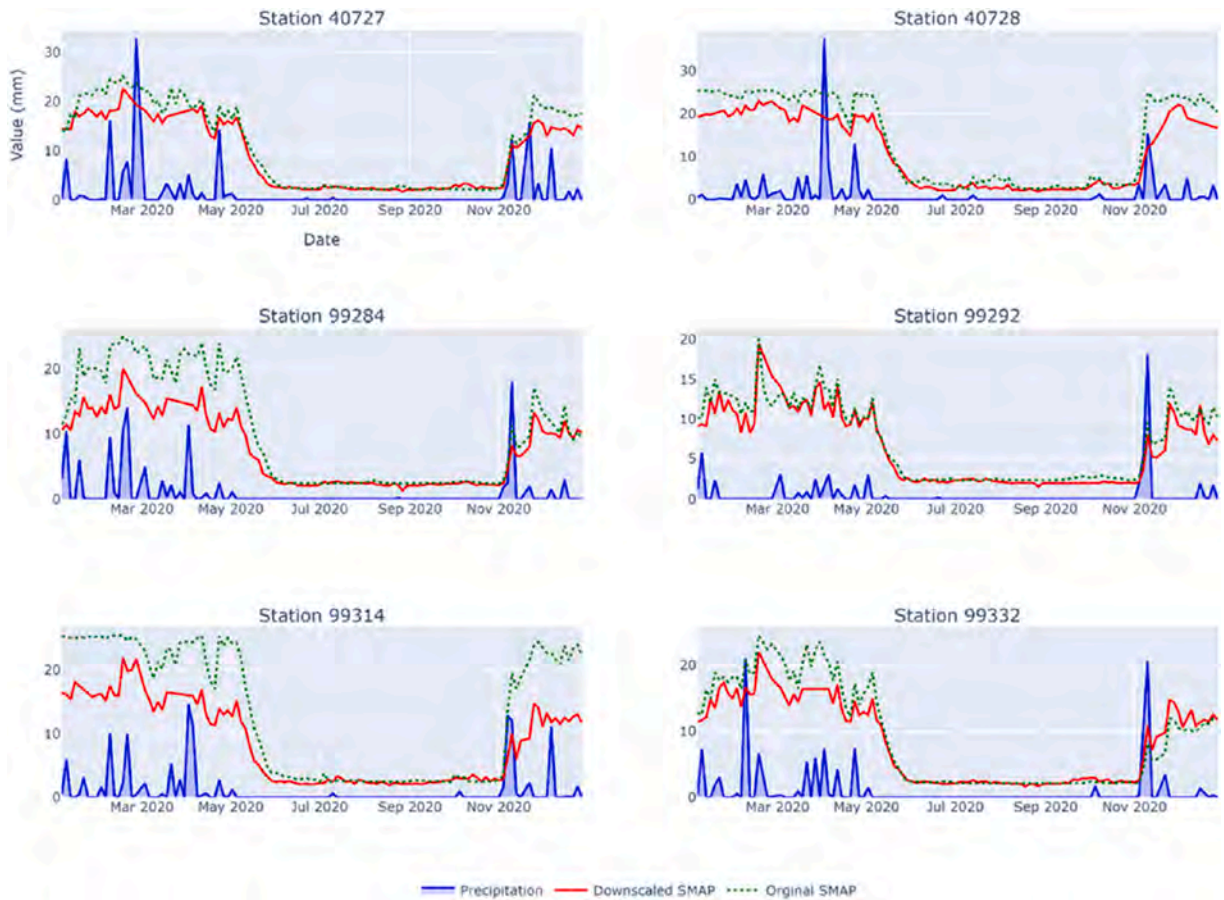 Station 40727
Station 40728
Value (mm)
30
20
10
0
Mar 2020 May 2020 Jul 2020 Sep 2020 Nov 2020
Date
30
20
10
0
Mar 2020 May 2020 Jul 2020 Sep 2020 Nov 2020
Station 99284
Station 99292
20
10
0
Mar 2020 May 2020 Jul 2020 Sep 2020 Nov 2020
20
15
10
5
0
Mar 2020 May 2020 Jul 2020 Sep 2020 Nov 2020
Station 99314
Station 99332
20
10
0
Mar 2020 May 2020 Jul 2020 Sep 2020 Nov 2020
20
10
0
Mar 2020 May 2020 Jul 2020 Sep 2020 Nov 2020
Precipitation Downscaled SMAP Orginal SMAP